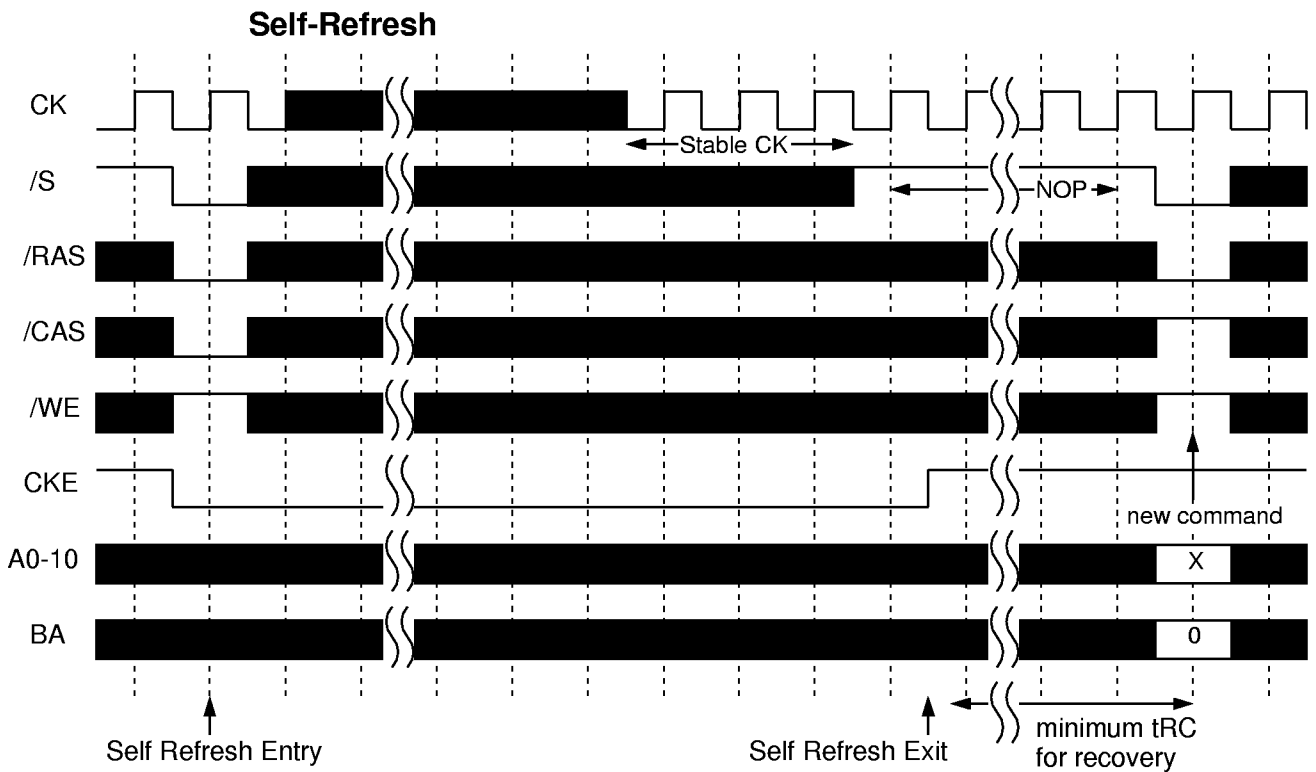 Self-Refresh
CK
Stable CK
/S
NOP
/RAS
/CAS
/WE
CKE
new command
A0-10
X
BA
0
Self Refresh Entry
Self Refresh Exit
minimum tRC
for recovery